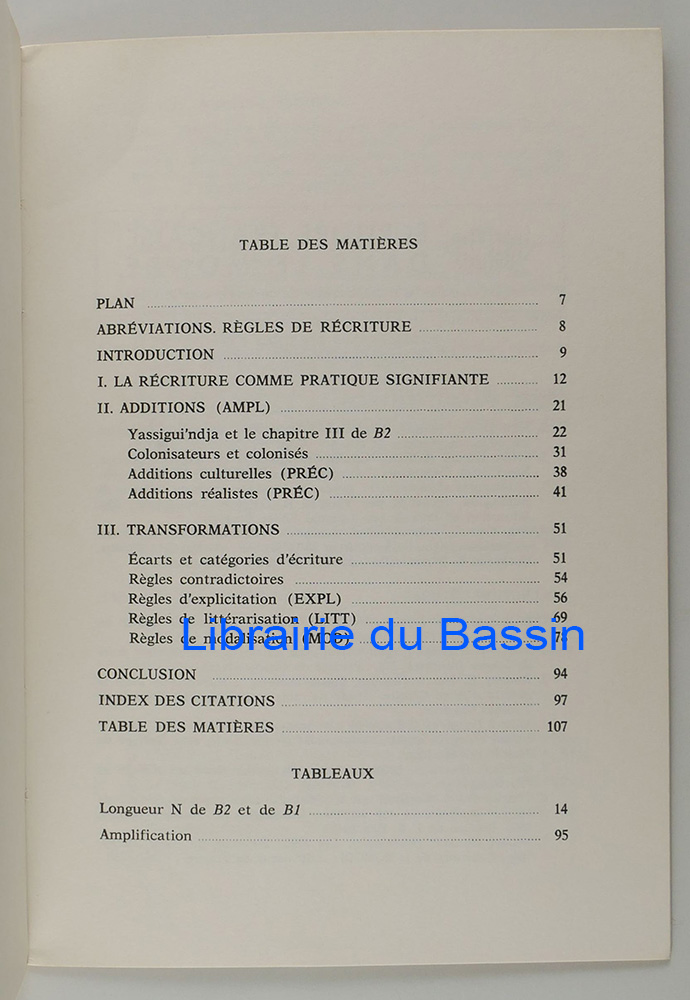 TABLE DES MATIÈRES
PLAN 7
ABRÉVIATIONS. RÈGLES DE RÉCRITURE 8
INTRODUCTION 9
I. LA RÉCRITURE COMME PRATIQUE SIGNIFIANTE 12
II. ADDITIONS (AMPL) 21
Yassigui'ndja et le chapitre III de B2 22
Colonisateurs et colonisés 31
Additions culturelles (PRÉC) 38
Additions réalistes (PRÉC) 41
III. TRANSFORMATIONS 51
Écarts et catégories d'écriture 51
Règles contradictoires 54
Règles d'explicitation (EXPL) 56
Règles de littérarisation (LITT) 69
Règles de modalisation (MOD) 78
Librairie du Bassin
CONCLUSION 94
INDEX DES CITATIONS 97
TABLE DES MATIÈRES 107
TABLEAUX
Longueur N de B2 et de B1 14
Amplification 95